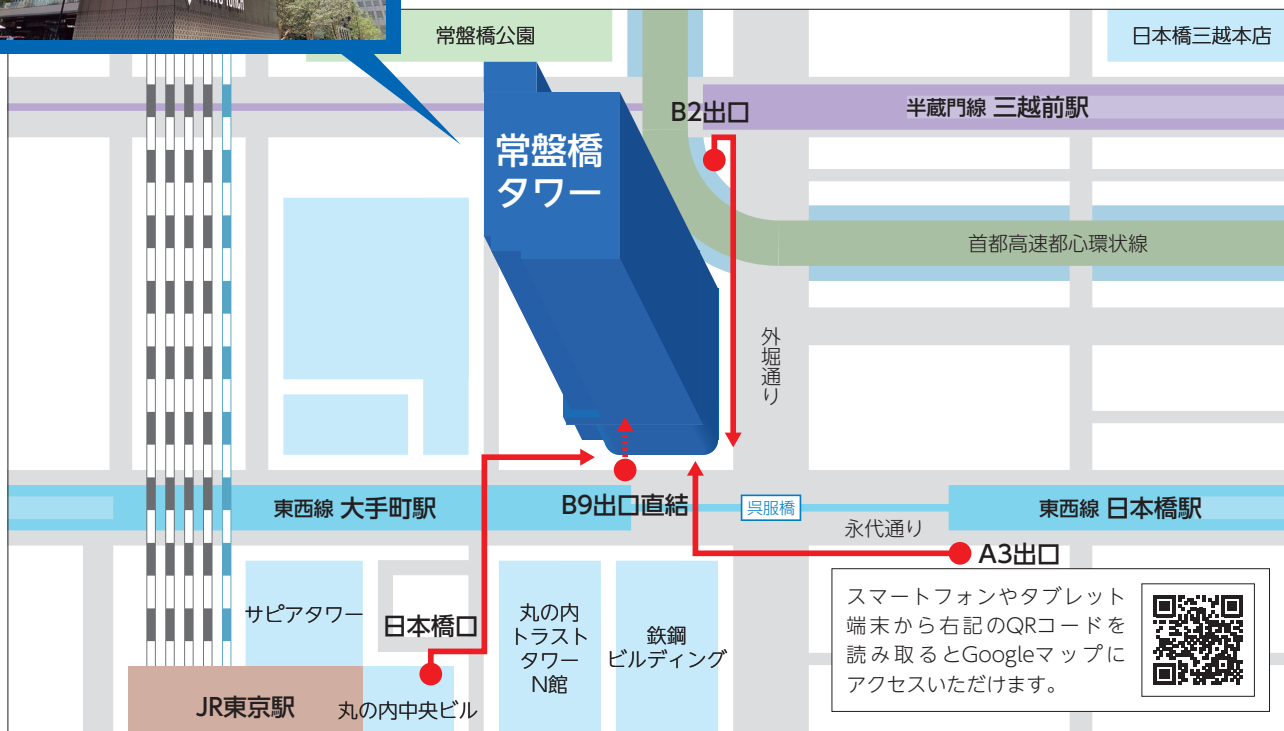 常盤橋公園
日本橋三越本店
B2出口
半蔵門線 三越前駅
常盤橋
タワー
首都高速都心環状線
外堀通り
東西線 大手町駅
B9出口直結
呉服橋
永代通り
東西線 日本橋駅
A3出口
サピアタワー
日本橋口
丸の内
トラスト
タワー
N館
鉄鋼
ビルディング
JR東京駅
丸の内中央ビル
スマートフォンやタブレット
端末から右記のQRコードを
読み取るとGoogleマップに
アクセスいただけます。